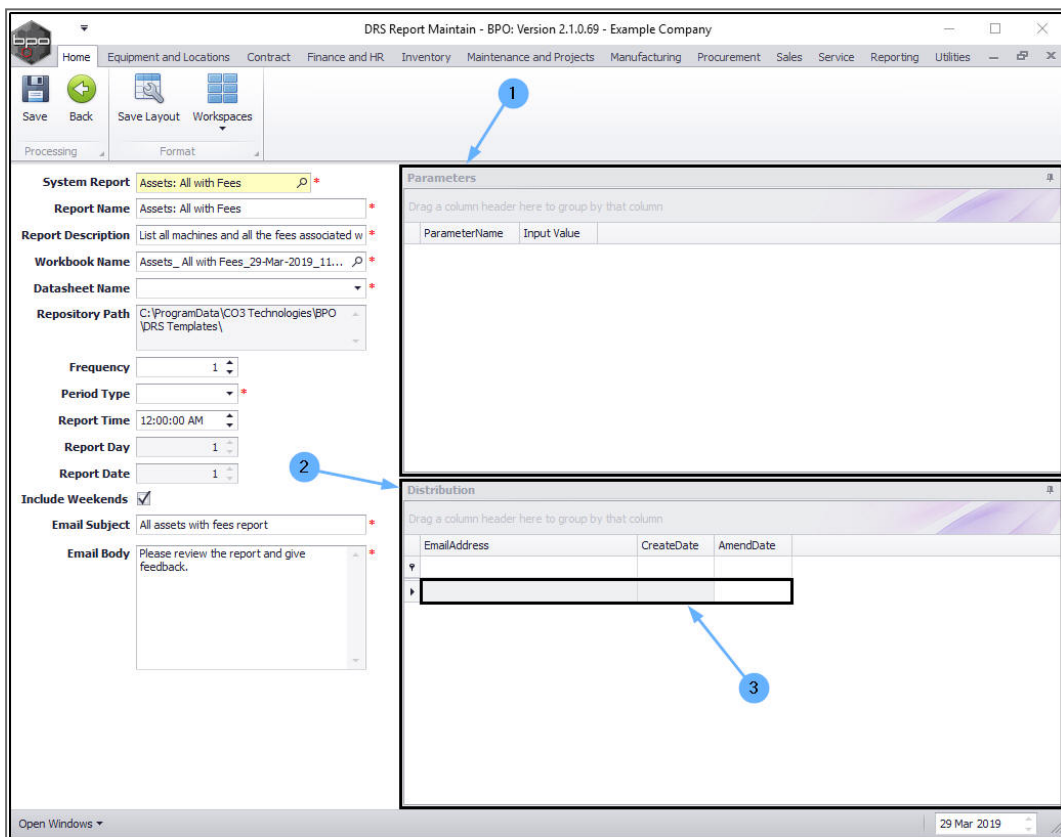 DRS Report Maintain - BPO: Version 2.1.0.69 - Example Company
bpo
Home Equipment and Locations Contract Finance and HR Inventory Maintenance and Projects Manufacturing Procurement Sales Service Reporting Utilities
Save Back Save Layout Workspaces
Processing Format
1
System Report Assets: All with Fees *
Report Name Assets: All with Fees *
Report Description List all machines and all the fees associated w *
Workbook Name Assets_ All with Fees_29-Mar-2019_11... *
Datasheet Name *
Repository Path C:\ProgramData\CO3 Technologies\BPO
\DRS Templates\
Frequency 1
Period Type *
Report Time 12:00:00 AM
Report Day 1
Report Date 1
Include Weekends
Email Subject All assets with fees report *
Email Body Please review the report and give *
feedback.
Parameters
Drag a column header here to group by that column
ParameterName Input Value
2
Distribution
Drag a column header here to group by that column
EmailAddress CreateDate AmendDate
3
Open Windows 29 Mar 2019